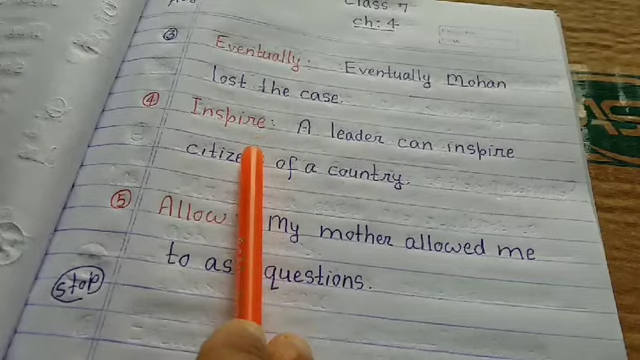 Class 7
ch: 4
③ Eventually: Eventually Mohan
lost the case.
④ Inspire: A leader can inspire
of a country.
⑤ Allow: My mother allowed me
to questions.
stop